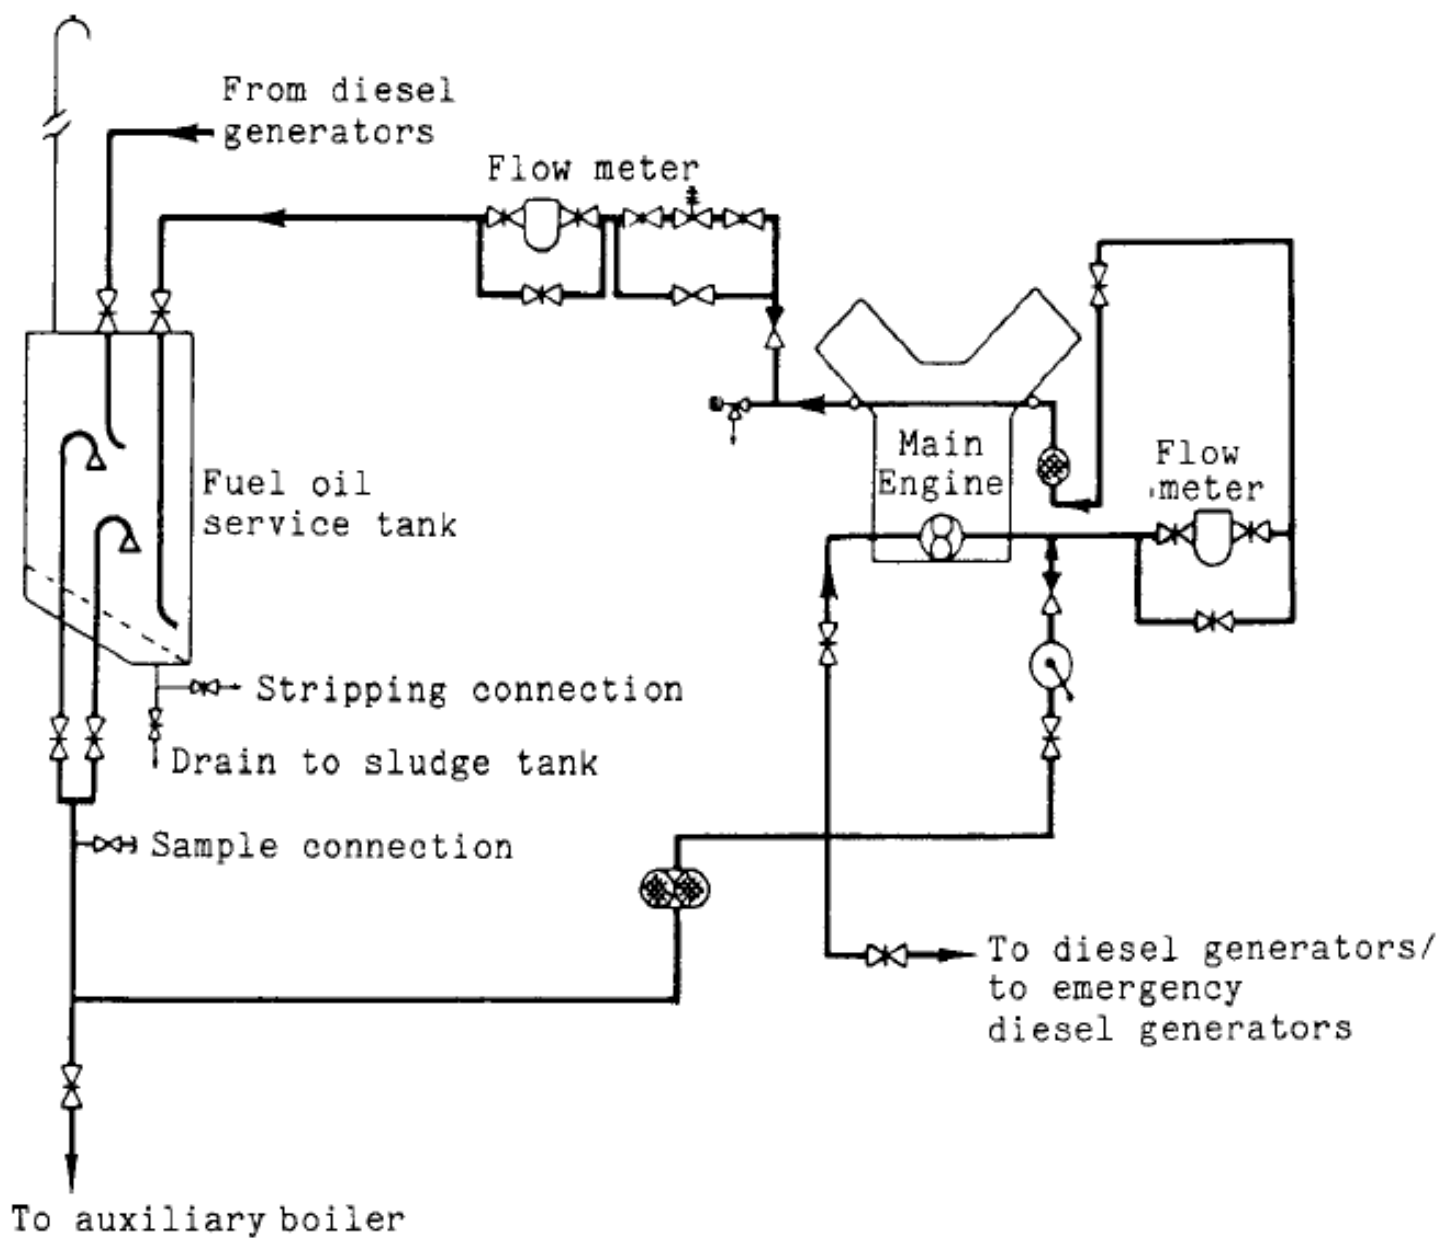 From diesel
generators
Flow meter
Main
Engine
Flow
meter
Fuel oil
service tank
Stripping connection
Drain to sludge tank
Sample connection
To diesel generators/
to emergency
diesel generators
To auxiliary boiler